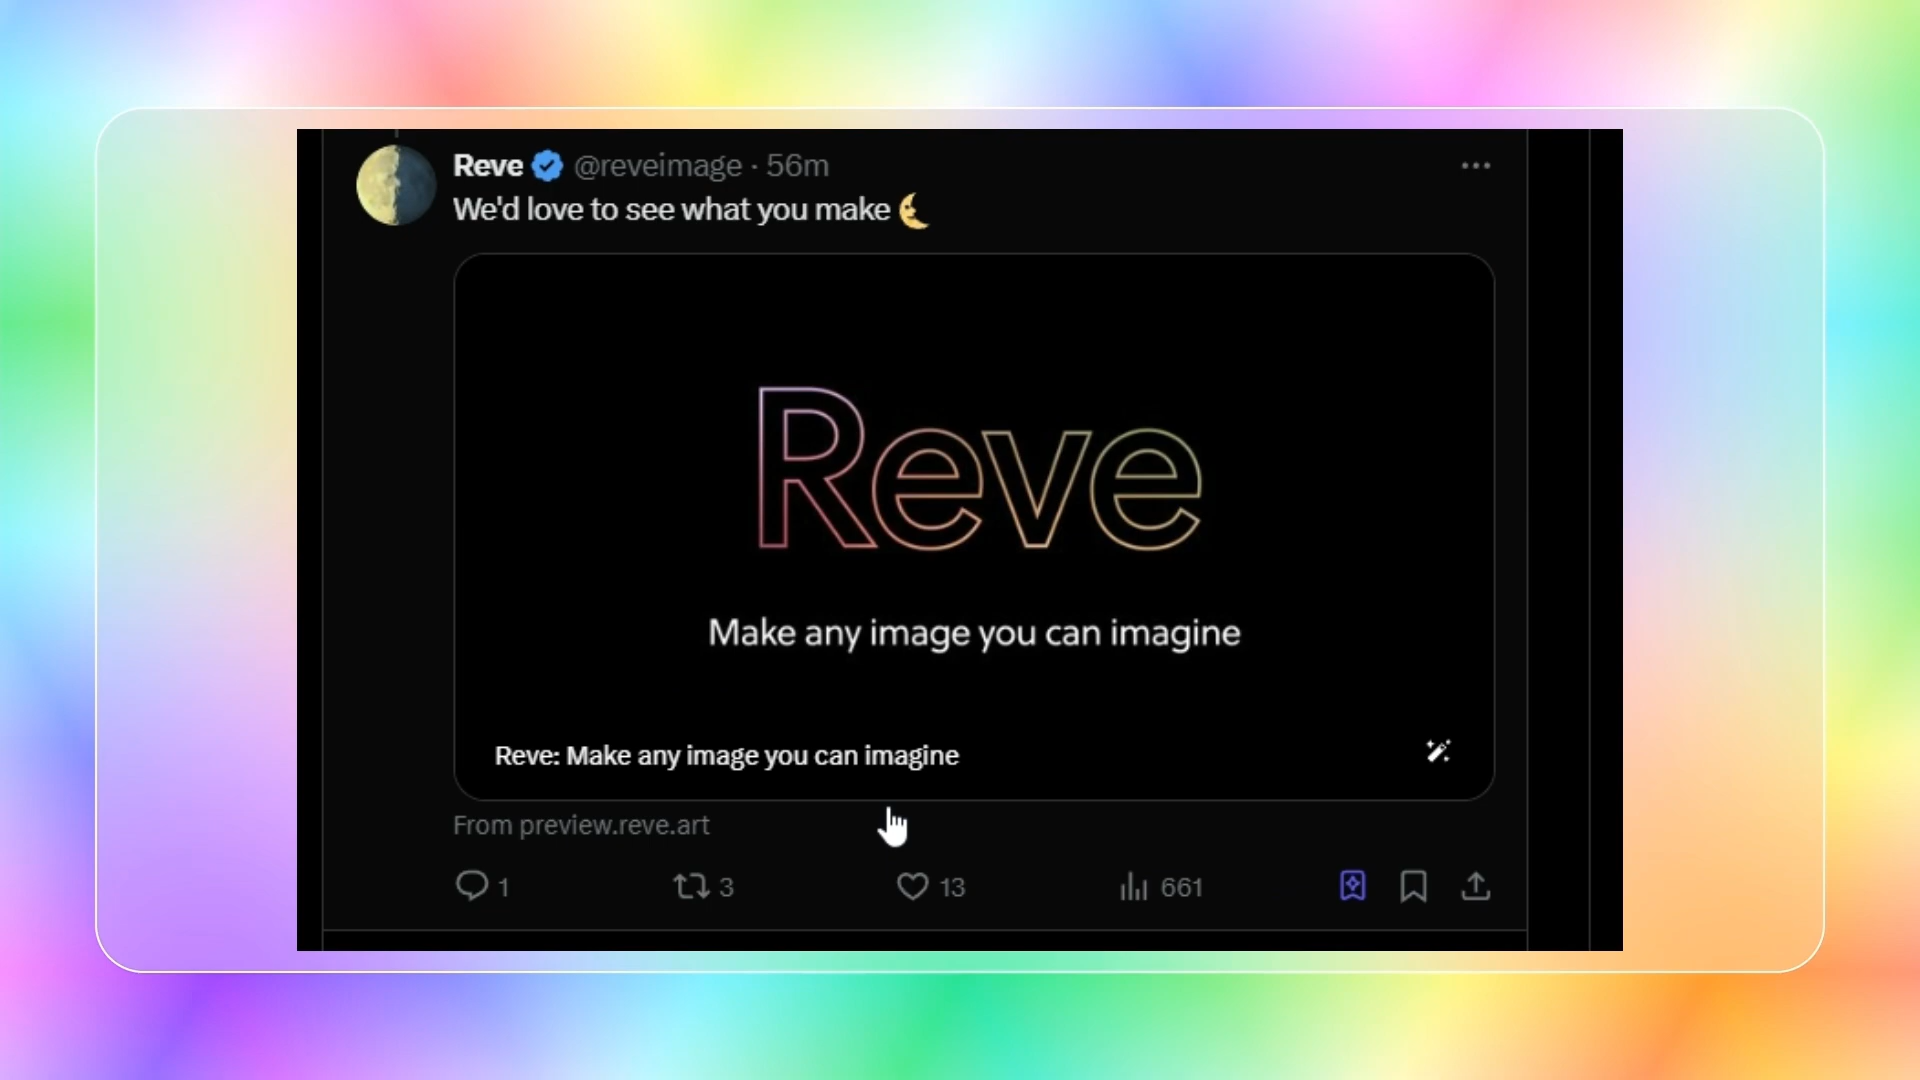 Reve @reveimage · 56m
We'd love to see what you make 🌜
Reve
Make any image you can imagine
Reve: Make any image you can imagine
From preview.reve.art
1 3 13 661